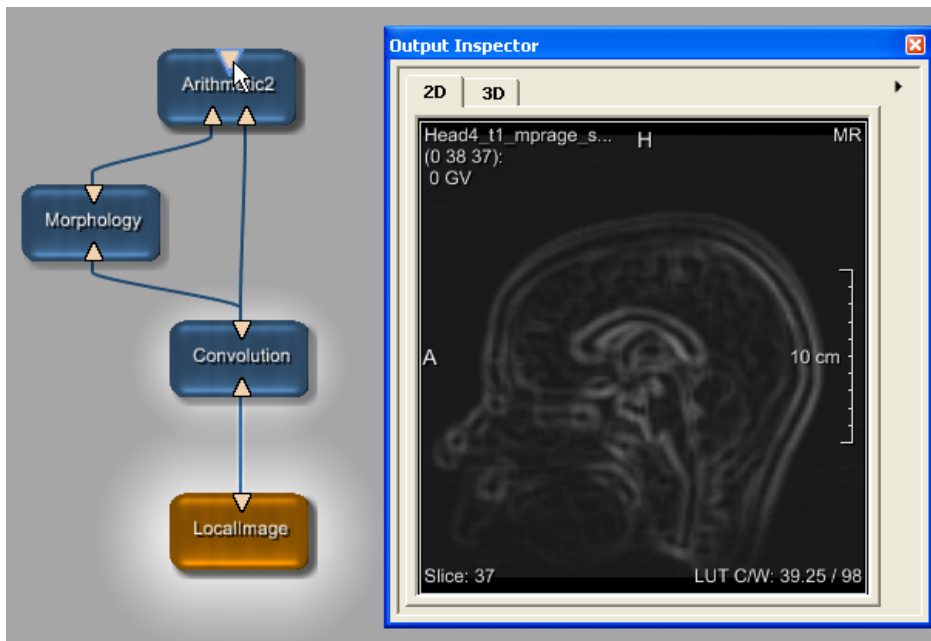 Arithmetic2
Morphology
Convolution
LocalImage
Output Inspector
2D
3D
Head4_t1_mprage_s...
H
MR
(0 38 37):
0 GV
A
10 cm
Slice: 37
LUT C/W: 39.25 / 98